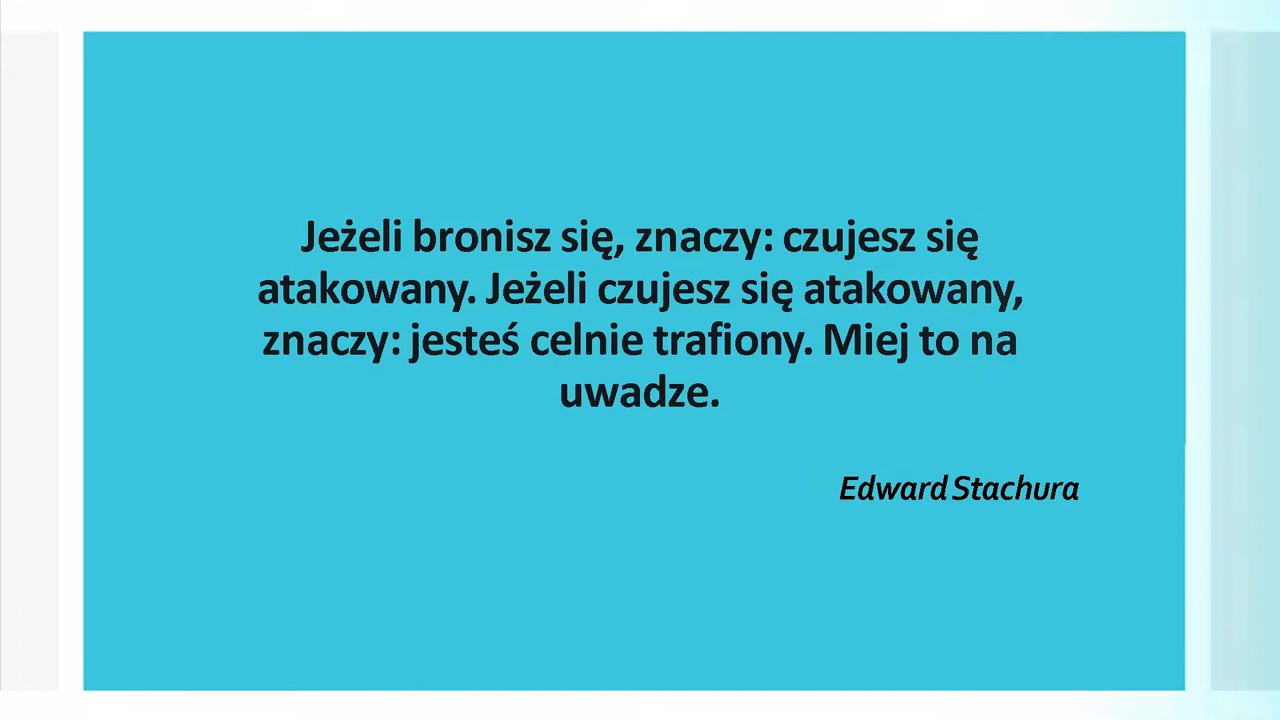 Jeżeli bronisz się, znaczy: czujesz się
atakowany. Jeżeli czujesz się atakowany,
znaczy: jesteś celnie trafiony. Miej to na
uwadze.
Edward Stachura